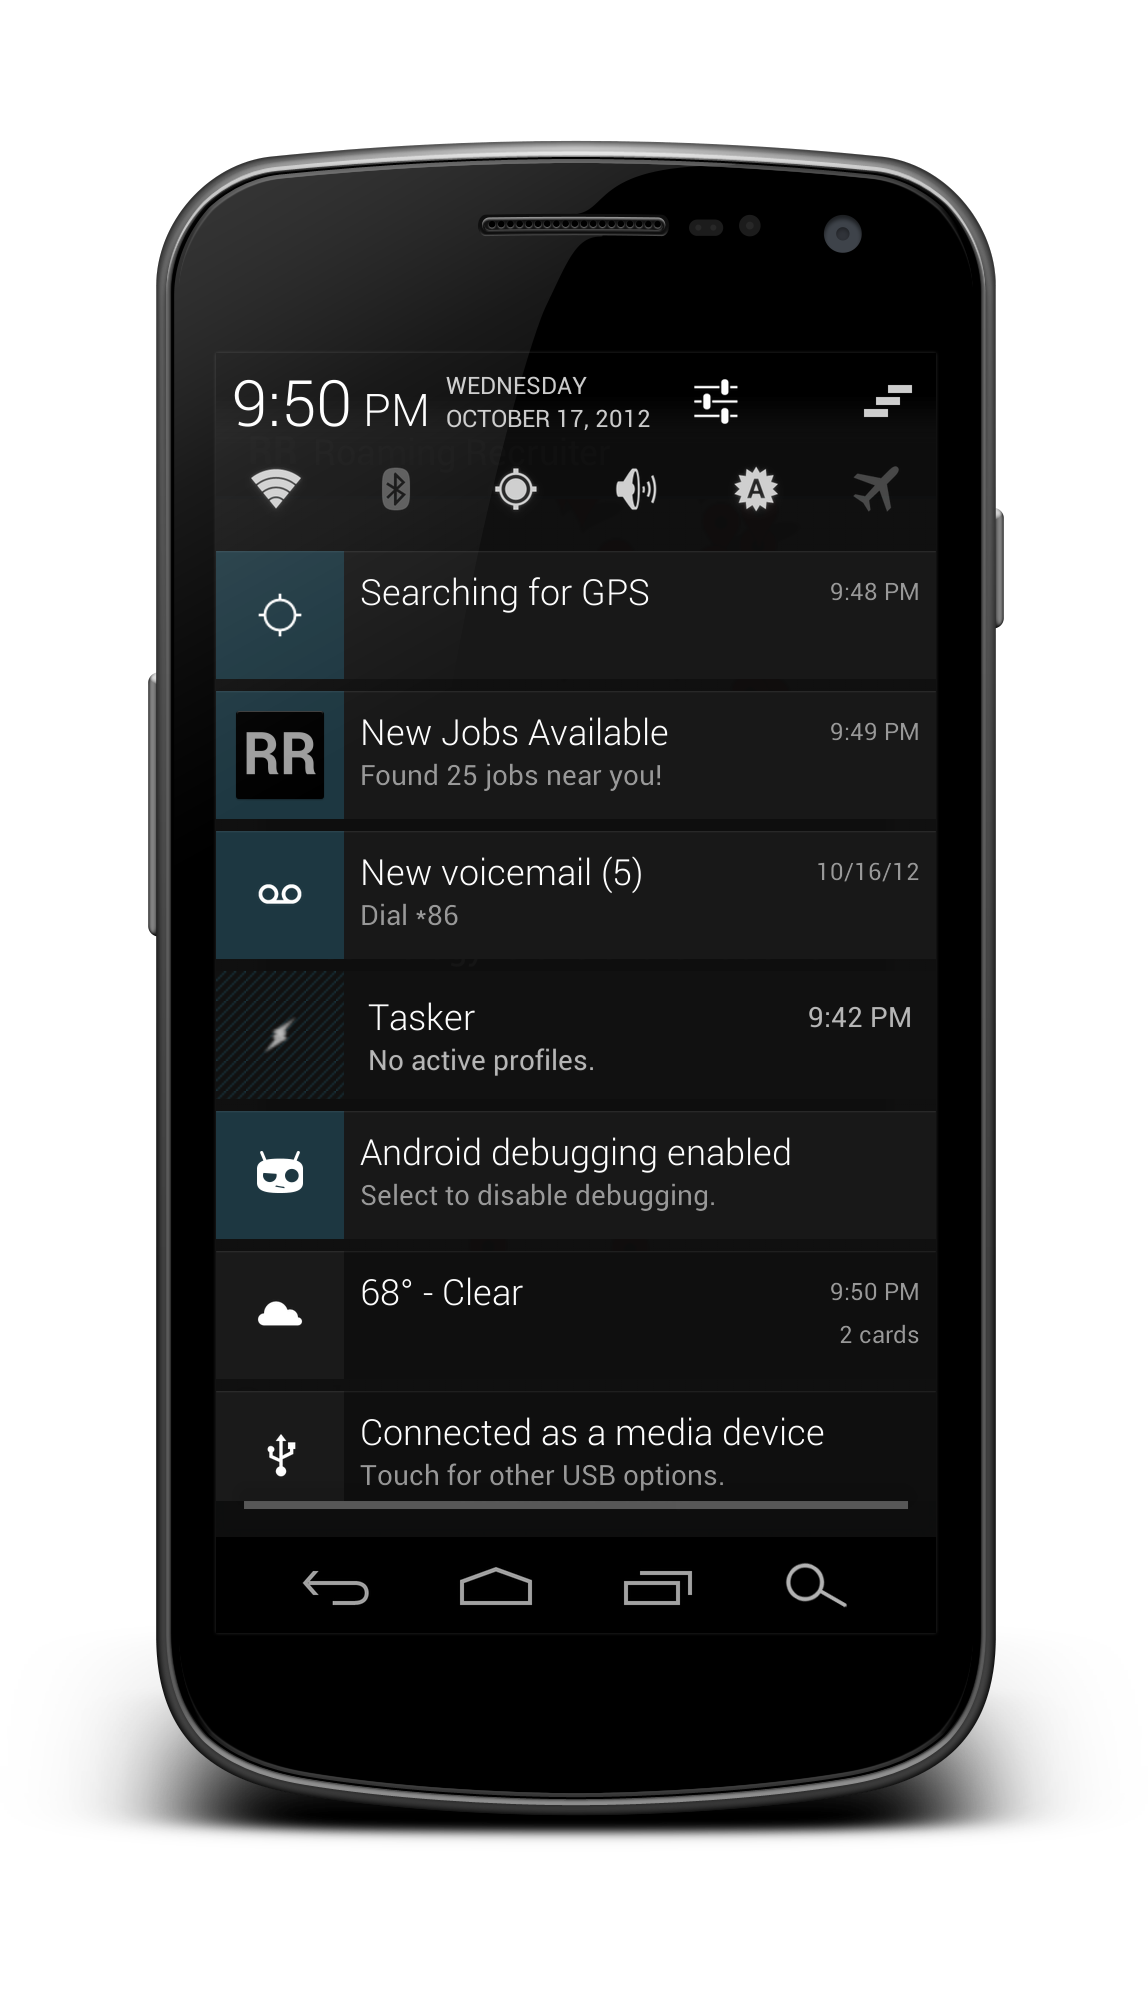 9:50 PM
WEDNESDAY
OCTOBER 17, 2012
RR Roaming Recruiter
A
Searching for GPS 9:48 PM
RR
New Jobs Available 9:49 PM
Found 25 jobs near you!
New voicemail (5) 10/16/12
Dial *86
Tasker 9:42 PM
No active profiles.
Android debugging enabled
Select to disable debugging.
68° - Clear 9:50 PM
2 cards
Connected as a media device
Touch for other USB options.